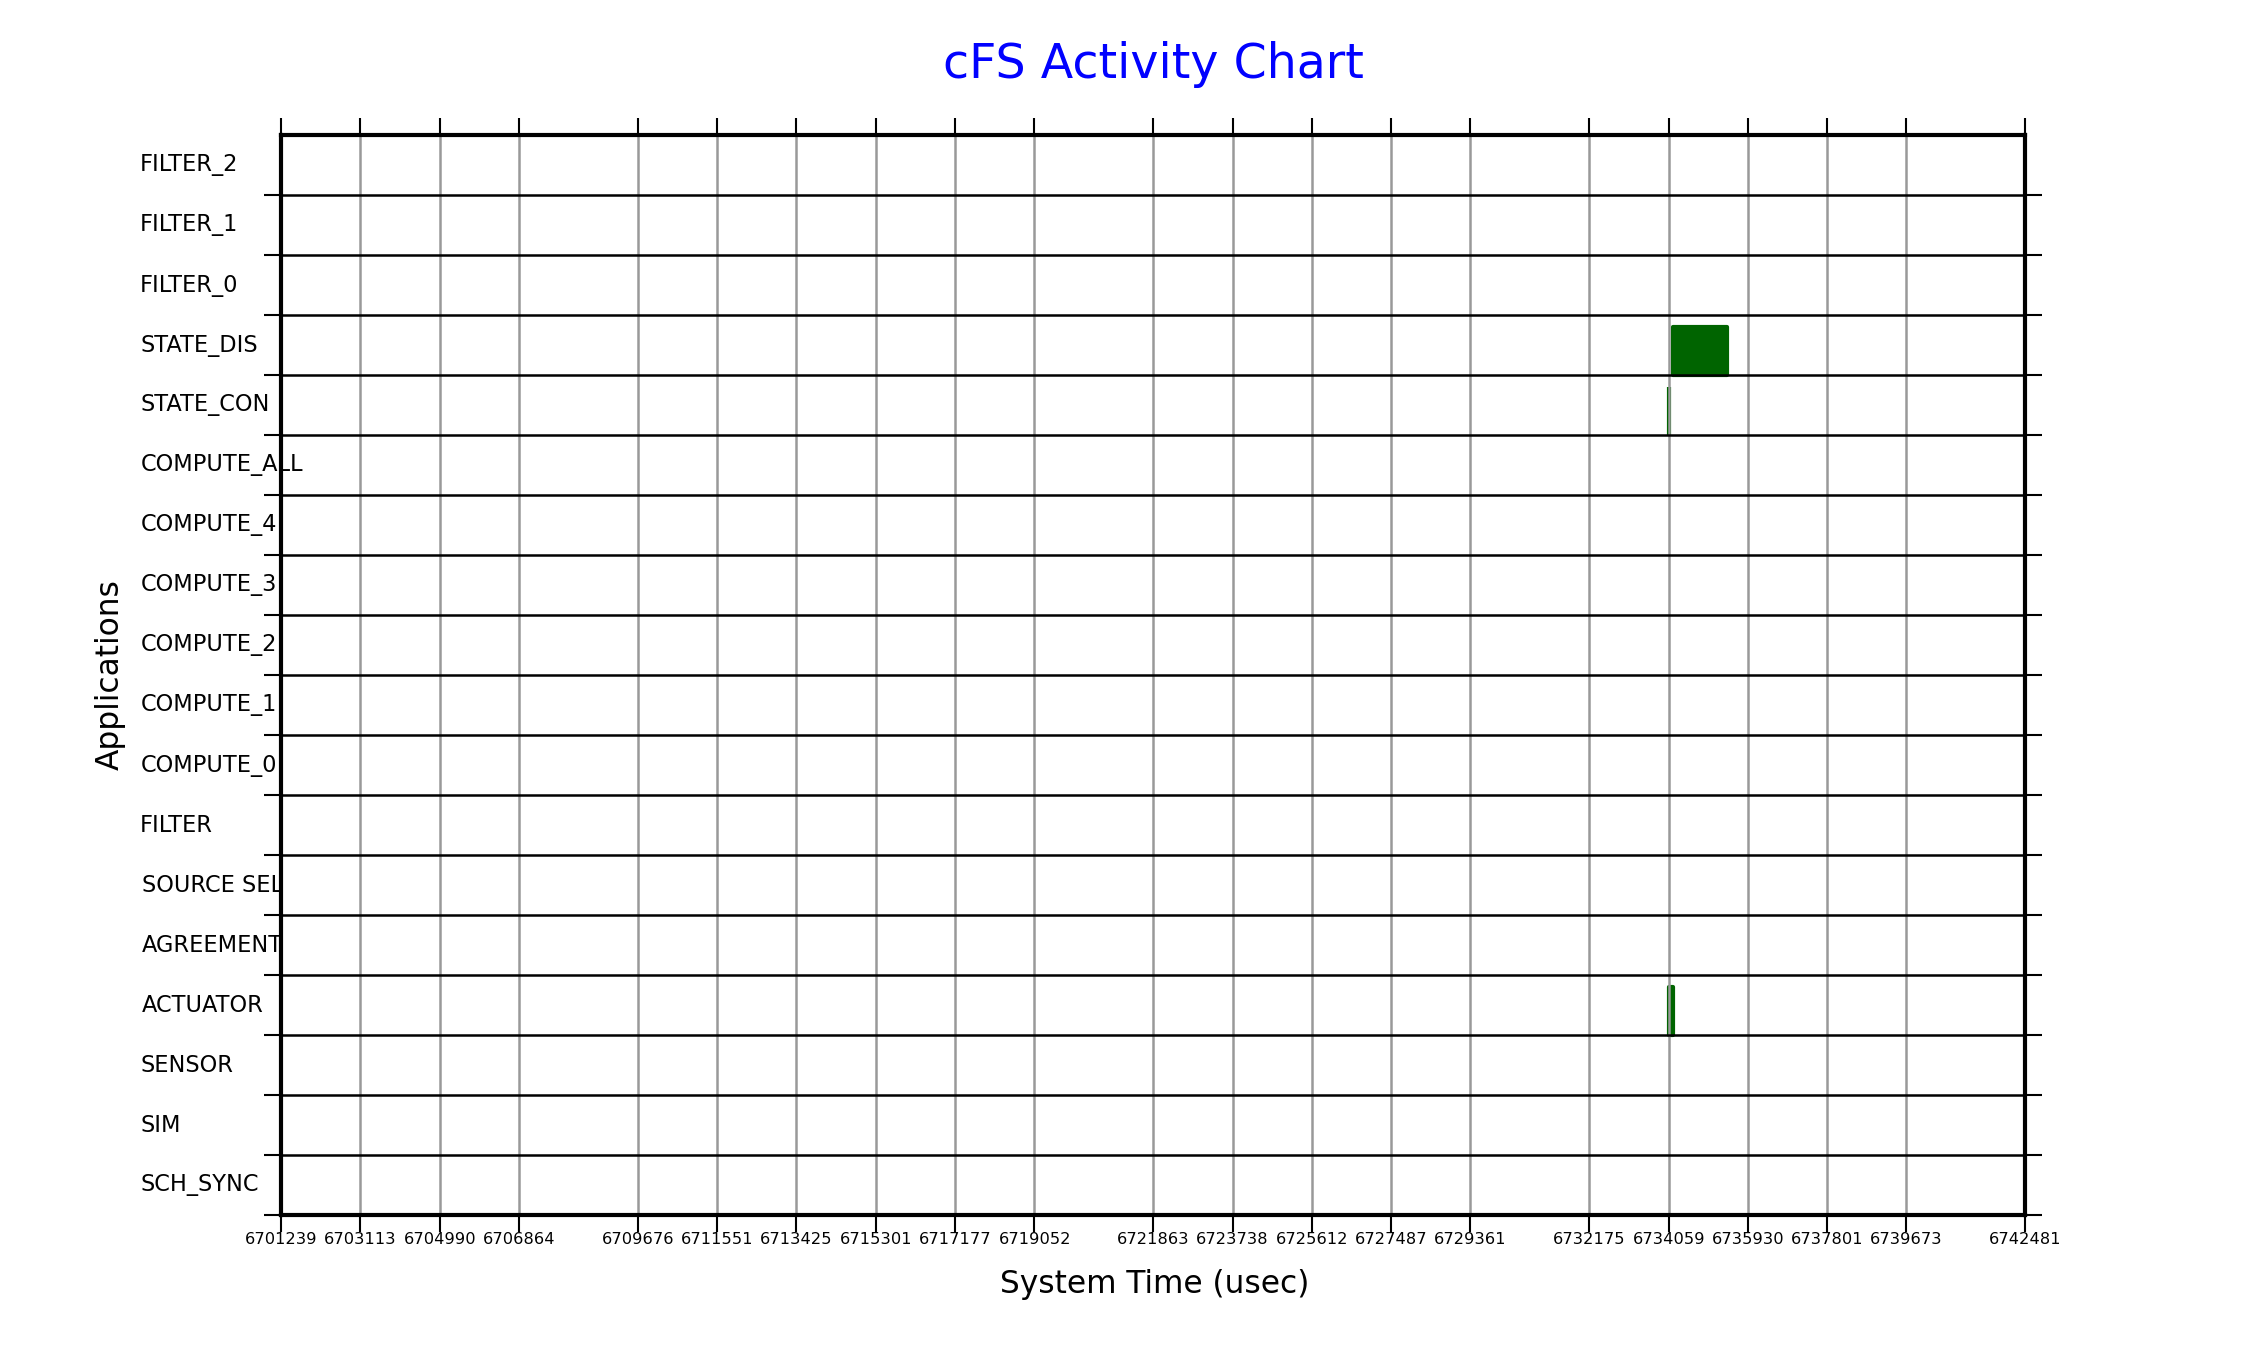 cFS Activity Chart
FILTER_2
FILTER_1
FILTER_0
STATE_DIS
STATE_CON
COMPUTE_ALL
COMPUTE_4
COMPUTE_3
COMPUTE_2
COMPUTE_1
COMPUTE_0
FILTER
SOURCE SEL
AGREEMENT
ACTUATOR
SENSOR
SIM
SCH_SYNC
Applications
6701239 6703113 6704990 6706864 6709676 6711551 6713425 6715301 6717177 6719052 6721863 6723738 6725612 6727487 6729361 6732175 6734059 6735930 6737801 6739673 6742481
System Time (usec)